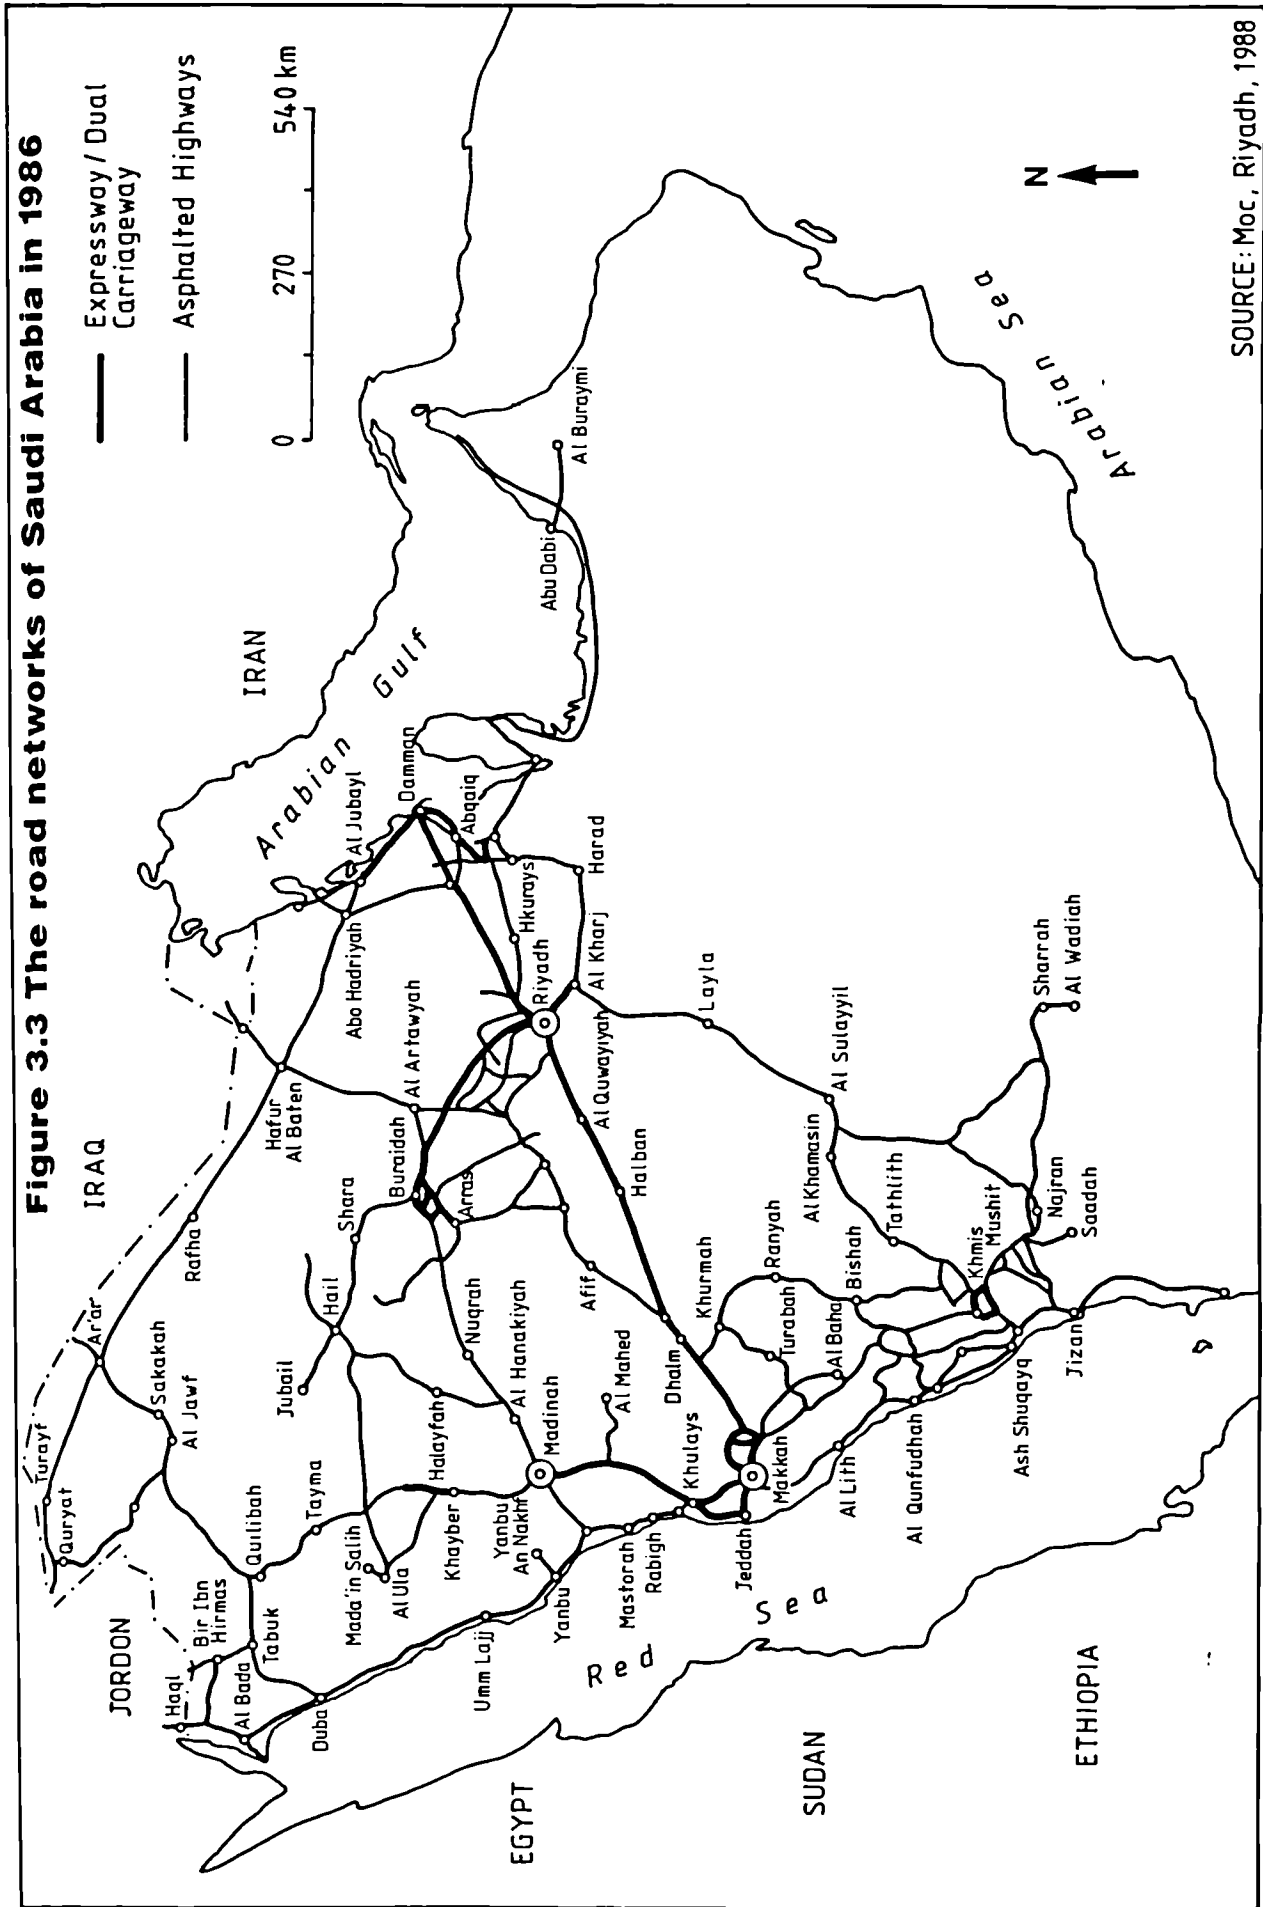 Figure 3.3 The road networks of Saudi Arabia in 1986
Expressway / Dual
Carriageway
Asphalted Highways
0
270
540 km
N
IRAQ
IRAN
JORDON
EGYPT
SUDAN
ETHIOPIA
Arabian
Gulf
Arabian Sea
Red
Sea
Turayf
Quryat
Ar'ar
Sakakah
Al Jawf
Rafha
Hafur
Al Baten
Haql
Bir Ibn
Hirmas
Al Bada
Tabuk
Duba
Quilibah
Tayma
Mada'in Salih
Al Ula
Jubail
Hail
Shara
Buraidah
Arras
Al Artawyah
Abo Hadriyah
Al Jubayl
Damman
Abqaiq
Hkurays
Harad
Riyadh
Al Kharj
Al Quwayiyah
Halban
Afif
Nuqrah
Al Hanakiyah
Halayfah
Khayber
Madinah
Al Mahed
Umm Lajj
Yanbu
An Nakhf
Yanbu
Mastorah
Rabigh
Khulays
Jeddah
Makkah
Dhalm
Khurmah
Ranyah
Turabah
Al Baha
Bishah
Al Lith
Al Qunfudhah
Ash Shuqayq
Jizan
Khmis
Mushit
Tathlith
Al Khamasin
Al Sulayyil
Layla
Najran
Saadah
Sharrah
Al Wadiah
Abu Dabi
Al Buraymi
SOURCE: Moc, Riyadh, 1988